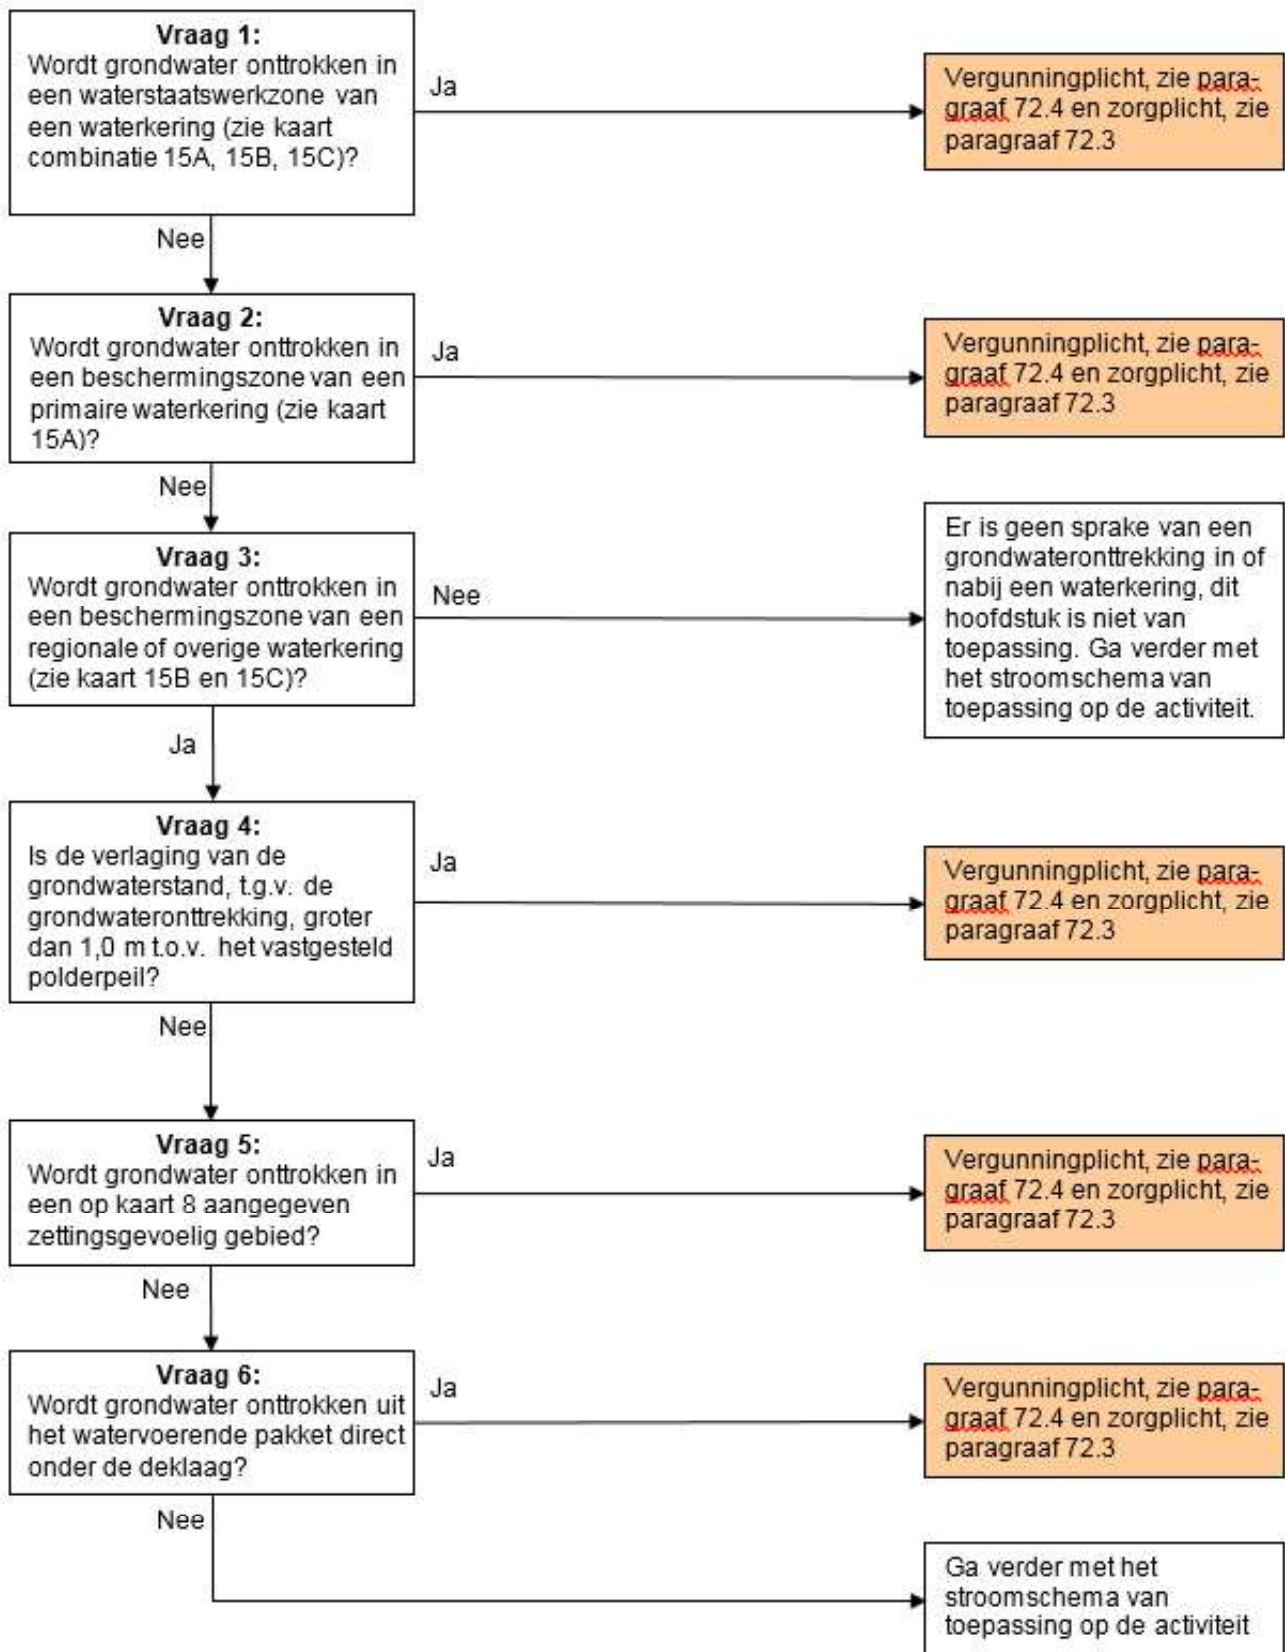 Vraag 1:
Wordt grondwater onttrokken in
een waterstaatswerkzone van
een waterkering (zie kaart
combinatie 15A, 15B, 15C)?
Ja
Vergunningplicht, zie para-
graaf 72.4 en zorgplicht, zie
paragraaf 72.3
Nee
Vraag 2:
Wordt grondwater onttrokken in
een beschermingszone van een
primaire waterkering (zie kaart
15A)?
Ja
Vergunningplicht, zie para-
graaf 72.4 en zorgplicht, zie
paragraaf 72.3
Nee
Vraag 3:
Wordt grondwater onttrokken in
een beschermingszone van een
regionale of overige waterkering
(zie kaart 15B en 15C)?
Nee
Er is geen sprake van een
grondwateronttrekking in of
nabij een waterkering, dit
hoofdstuk is niet van
toepassing. Ga verder met
het stroomschema van
toepassing op de activiteit.
Ja
Vraag 4:
Is de verlaging van de
grondwaterstand, t.g.v. de
grondwateronttrekking, groter
dan 1,0 m t.o.v. het vastgesteld
polderpeil?
Ja
Vergunningplicht, zie para-
graaf 72.4 en zorgplicht, zie
paragraaf 72.3
Nee
Vraag 5:
Wordt grondwater onttrokken in
een op kaart 8 aangegeven
zettingsgevoelig gebied?
Ja
Vergunningplicht, zie para-
graaf 72.4 en zorgplicht, zie
paragraaf 72.3
Nee
Vraag 6:
Wordt grondwater onttrokken uit
het watervoerende pakket direct
onder de deklaag?
Ja
Vergunningplicht, zie para-
graaf 72.4 en zorgplicht, zie
paragraaf 72.3
Nee
Ga verder met het
stroomschema van
toepassing op de activiteit